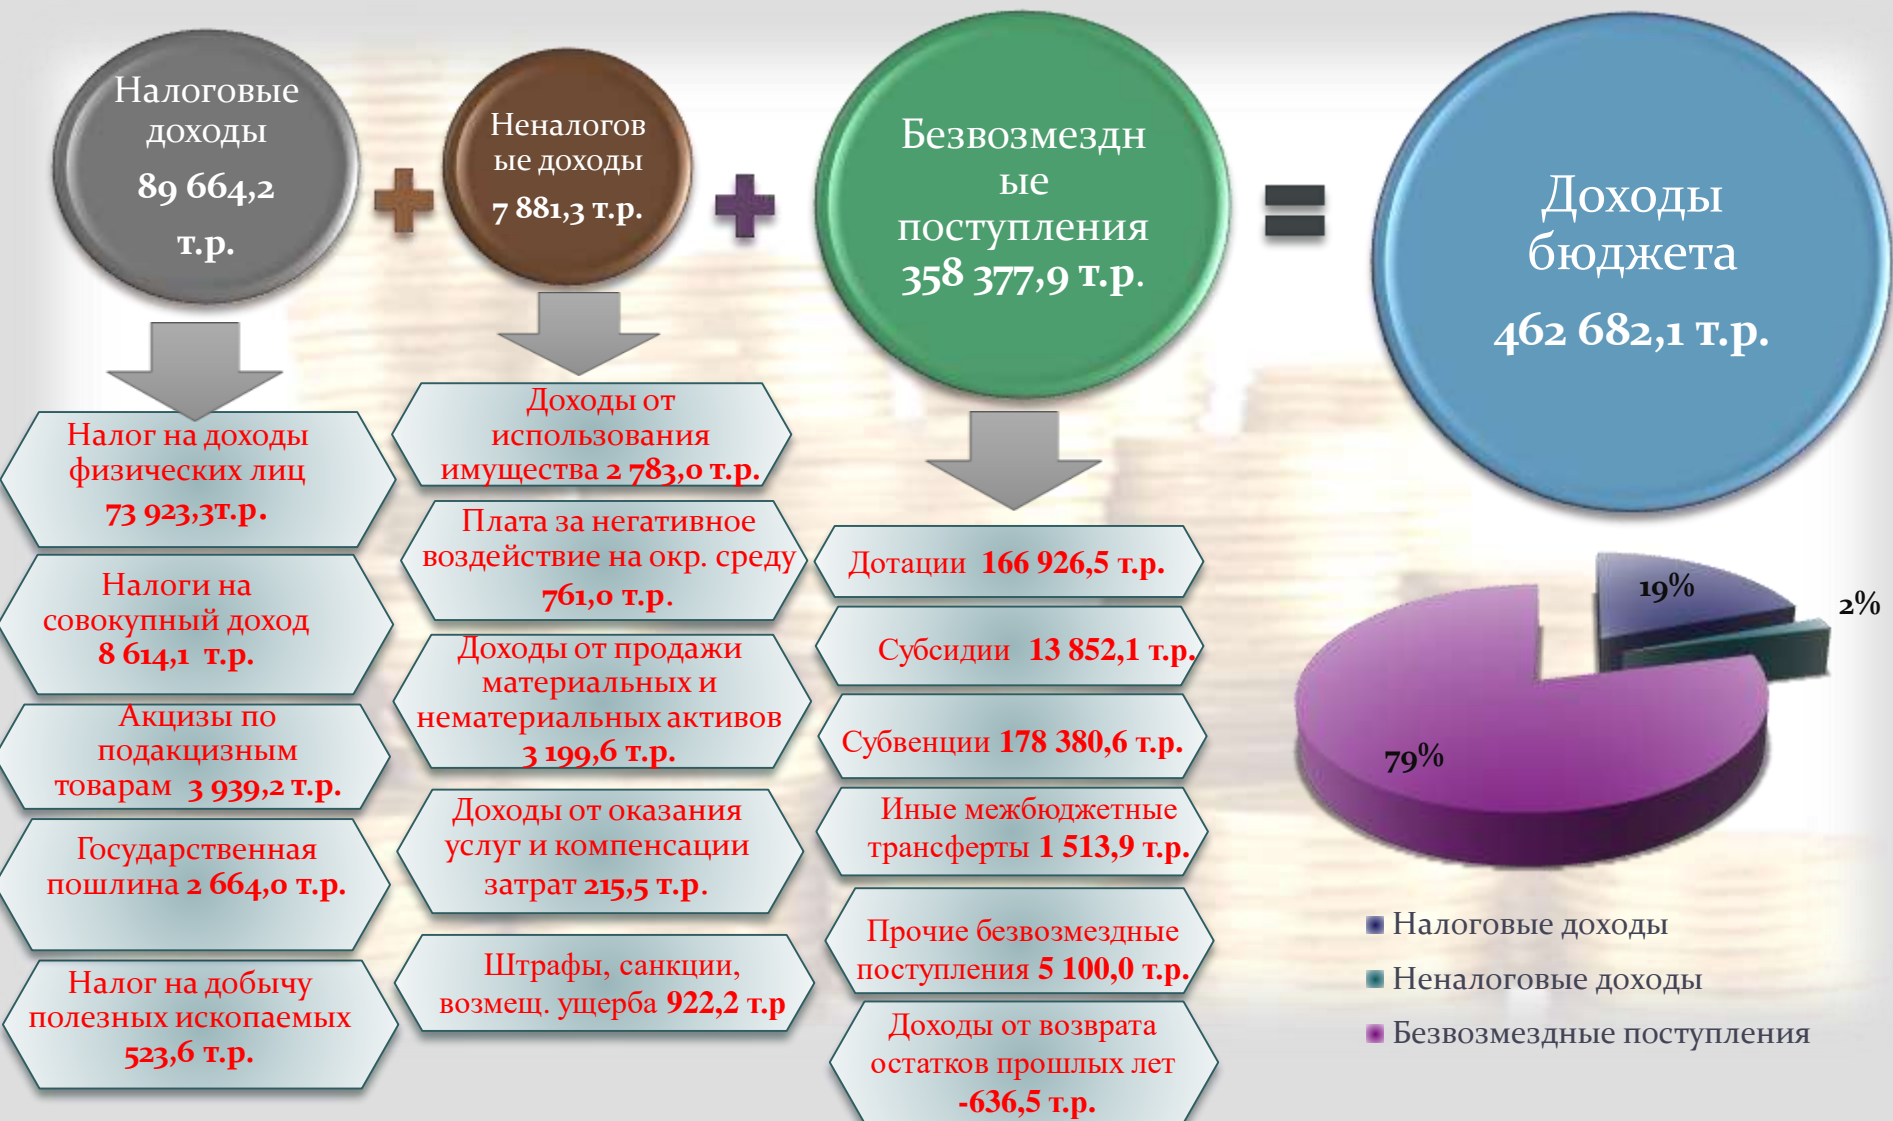 Налоговые
доходы
89 664,2
т.р.
Неналогов
ые доходы
7 881,3 т.р.
Безвозмездн
ые
поступления
358 377,9 т.р.
Доходы
бюджета
462 682,1 т.р.
Налог на доходы
физических лиц
73 923,3т.р.
Налоги на
совокупный доход
8 614,1 т.р.
Акцизы по
подакцизным
товарам 3 939,2 т.р.
Государственная
пошлина 2 664,0 т.р.
Налог на добычу
полезных ископаемых
523,6 т.р.
Доходы от
использования
имущества 2 783,0 т.р.
Плата за негативное
воздействие на окр. среду
761,0 т.р.
Доходы от продажи
материальных и
нематериальных активов
3 199,6 т.р.
Доходы от оказания
услуг и компенсации
затрат 215,5 т.р.
Штрафы, санкции,
возмещ. ущерба 922,2 т.р
Дотации 166 926,5 т.р.
Субсидии 13 852,1 т.р.
Субвенции 178 380,6 т.р.
Иные межбюджетные
трансферты 1 513,9 т.р.
Прочие безвозмездные
поступления 5 100,0 т.р.
Доходы от возврата
остатков прошлых лет
-636,5 т.р.
19%
2%
79%
Налоговые доходы
Неналоговые доходы
Безвозмездные поступления